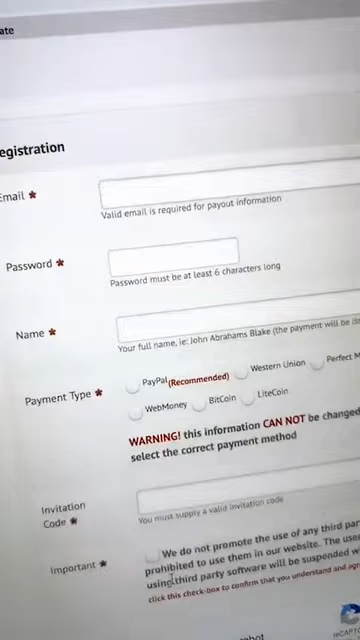 ate
egistration
Email *
Valid email is required for payout information
Password *
Password must be at least 6 characters long
Name *
Your full name, ie: John Abrahams Blake (the payment will be iss
Payment Type *
PayPal(Recommended) Western Union Perfect M
WebMoney BitCoin LiteCoin
WARNING! this information CAN NOT be changed
select the correct payment method
Invitation
Code *
You must supply a valid invitation code
Important *
We do not promote the use of any third par
prohibited to use them in our website. The use
using third party software will be suspended w
click this check-box to confirm that you understand and agr
reCAPTC